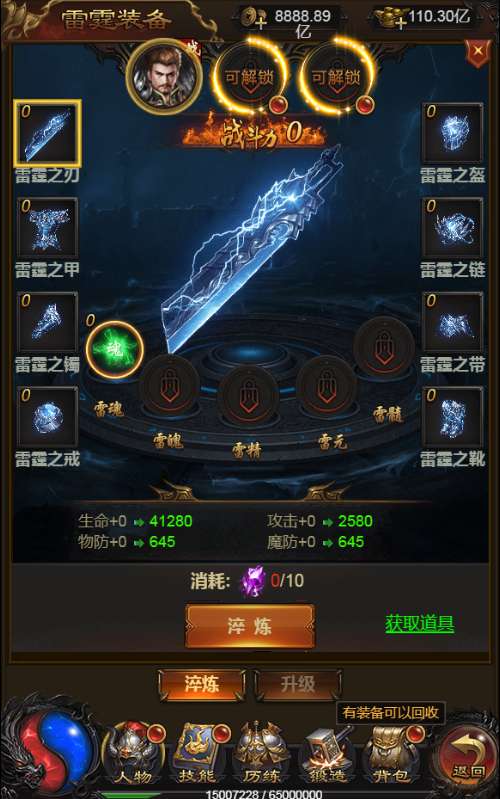 雷霆装备
8888.89亿
110.30亿
战
可解锁
可解锁
战斗力 0
0
雷霆之刃
0
雷霆之盔
0
雷霆之甲
0
雷霆之链
0
雷霆之镯
0
雷霆之带
0
雷霆之戒
0
雷霆之靴
0
魂
雷魂
雷魄
雷精
雷元
雷髓
生命+0 41280
攻击+0 2580
物防+0 645
魔防+0 645
消耗: 0/10
淬炼
获取道具
淬炼
升级
有装备可以回收
人物
技能
历练
锻造
背包
返回
15007228 / 65000000